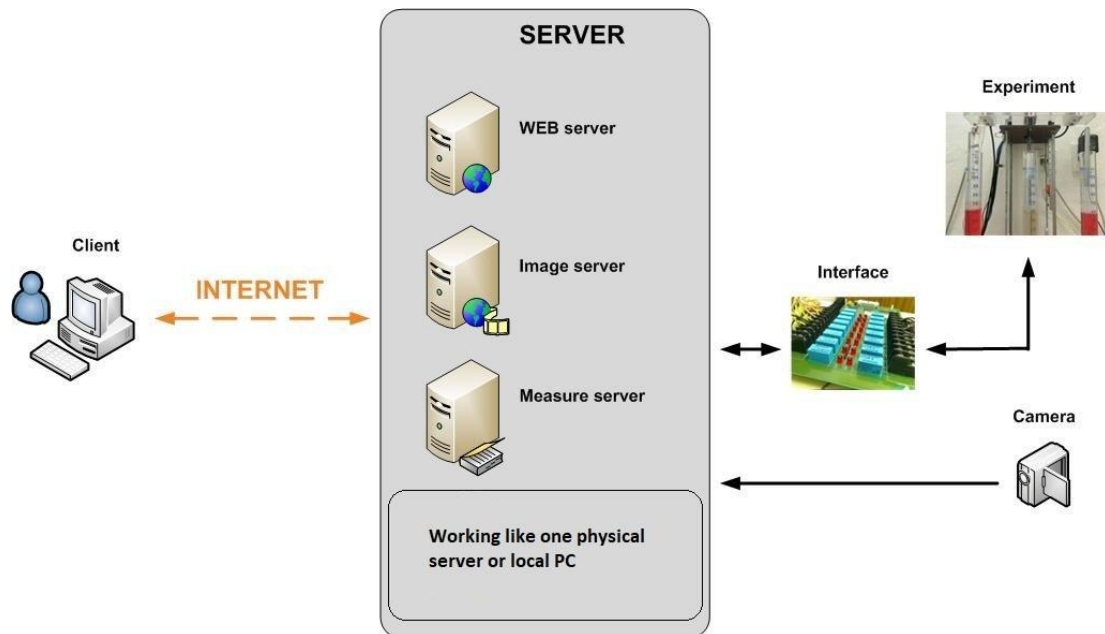 SERVER
WEB server
Image server
Measure server
Working like one physical
server or local PC
Client
INTERNET
Interface
Experiment
Camera